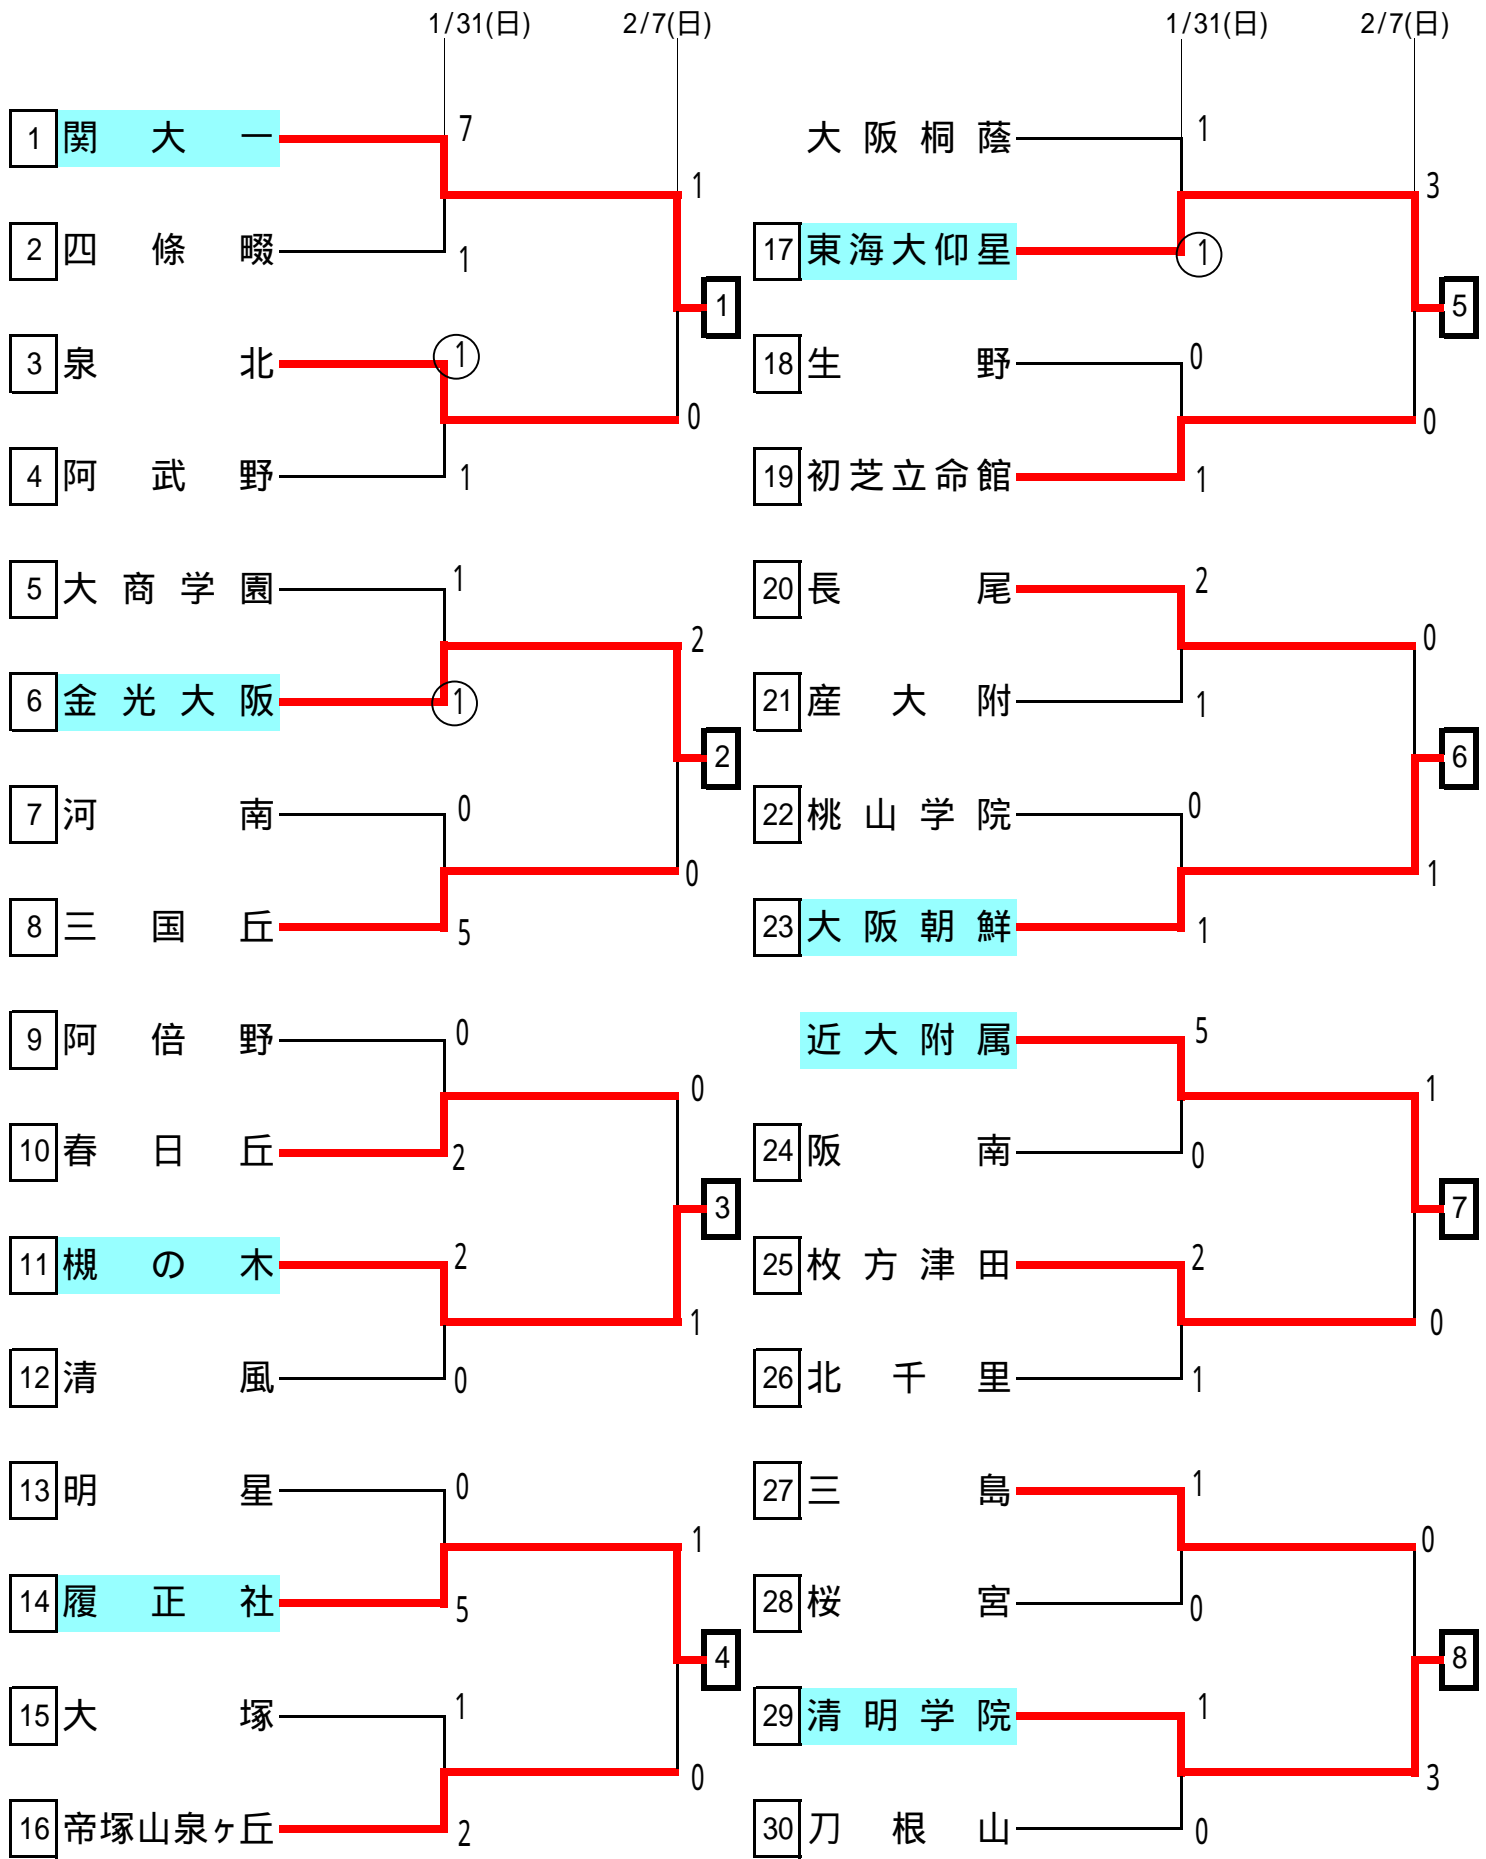 1/31(日) 2/7(日)
1 関大一 7
1
2 四條畷 1
1
3 泉北 1
0
4 阿武野 1
5 大商学園 1
2
6 金光大阪 1
2
7 河南 0
0
8 三国丘 5
9 阿倍野 0
0
10 春日丘 2
3
11 槻の木 2
1
12 清風 0
13 明星 0
1
14 履正社 5
4
15 大塚 1
0
16 帝塚山泉ヶ丘 2
1/31(日) 2/7(日)
大阪桐蔭 1
3
17 東海大仰星 1
5
18 生野 0
0
19 初芝立命館 1
20 長尾 2
0
21 産大附 1
6
22 桃山学院 0
1
23 大阪朝鮮 1
近大附属 5
1
24 阪南 0
7
25 枚方津田 2
0
26 北千里 1
27 三島 1
0
28 桜宮 0
8
29 清明学院 1
3
30 刀根山 0